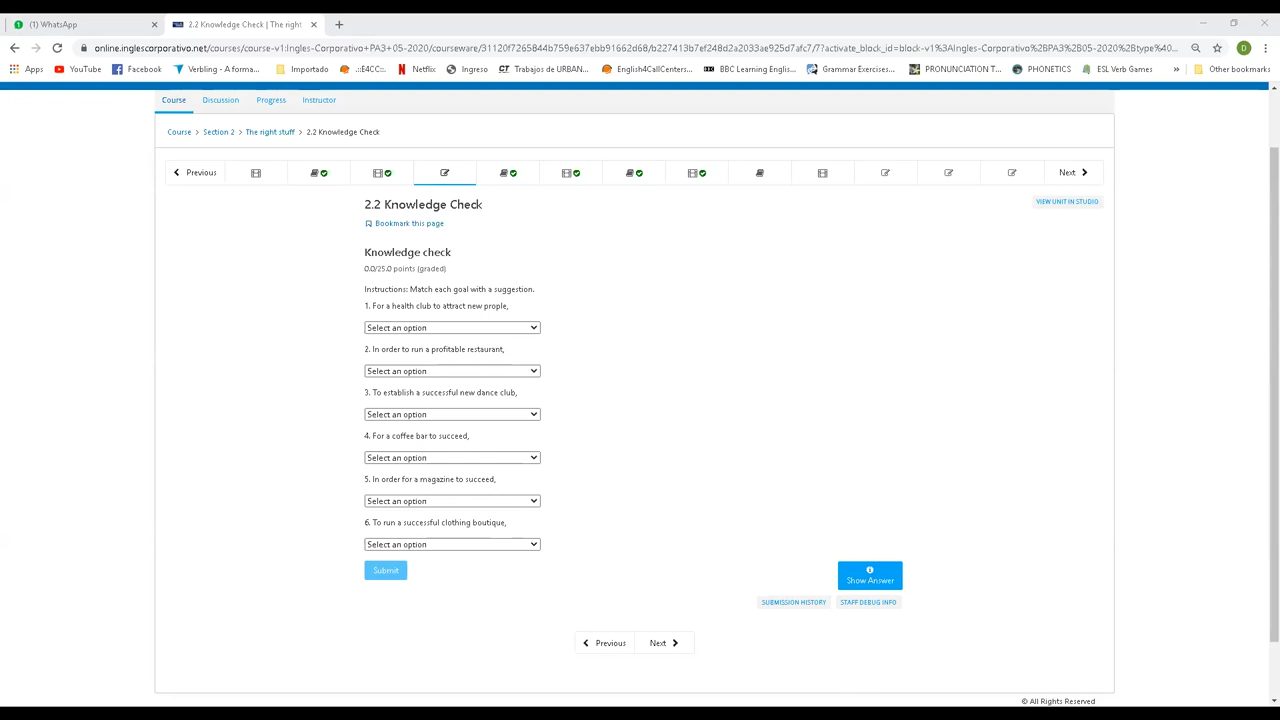 (1) WhatsApp
2.2 Knowledge Check | The right
online.inglescorporativo.net/courses/course-v1:Ingles-Corporativo+PA3+05-2020/courseware/31120f7265844b759e637ebb91662d68/b227413b7ef248d2a2033ae925d7afc7/7?activate_block_id=block-v1%3AIngles-Corporativo%2BPA3%2B05-2020%2Btype%40...
D
Apps YouTube Facebook Verbling - A forma... Importado .::E4CC::. Netflix Ingreso CT Trabajos de URBAN... English4CallCenters... BBC Learning English... Grammar Exercises... PRONUNCIATION T... PHONETICS ESL Verb Games » Other bookmarks
Course Discussion Progress Instructor
Course > Section 2 > The right stuff > 2.2 Knowledge Check
Previous Next
2.2 Knowledge Check
VIEW UNIT IN STUDIO
Bookmark this page
Knowledge check
0.0/25.0 points (graded)
Instructions: Match each goal with a suggestion.
1. For a health club to attract new prople,
Select an option
2. In order to run a profitable restaurant,
Select an option
3. To establish a successful new dance club,
Select an option
4. For a coffee bar to succeed,
Select an option
5. In order for a magazine to succeed,
Select an option
6. To run a successful clothing boutique,
Select an option
Submit
Show Answer
SUBMISSION HISTORY STAFF DEBUG INFO
Previous Next
© All Rights Reserved